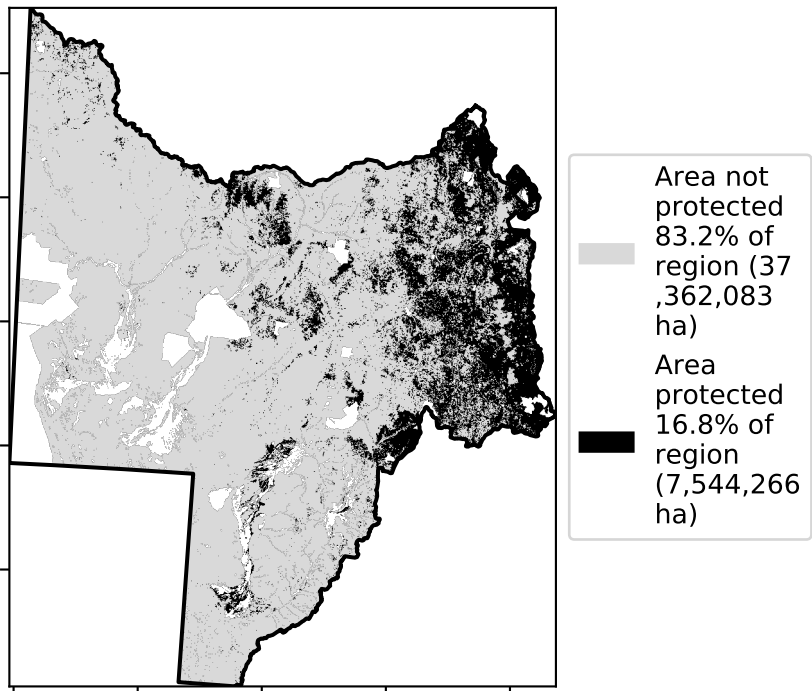 Area not
protected
83.2% of
region (37
,362,083
ha)
Area
protected
16.8% of
region
(7,544,266
ha)